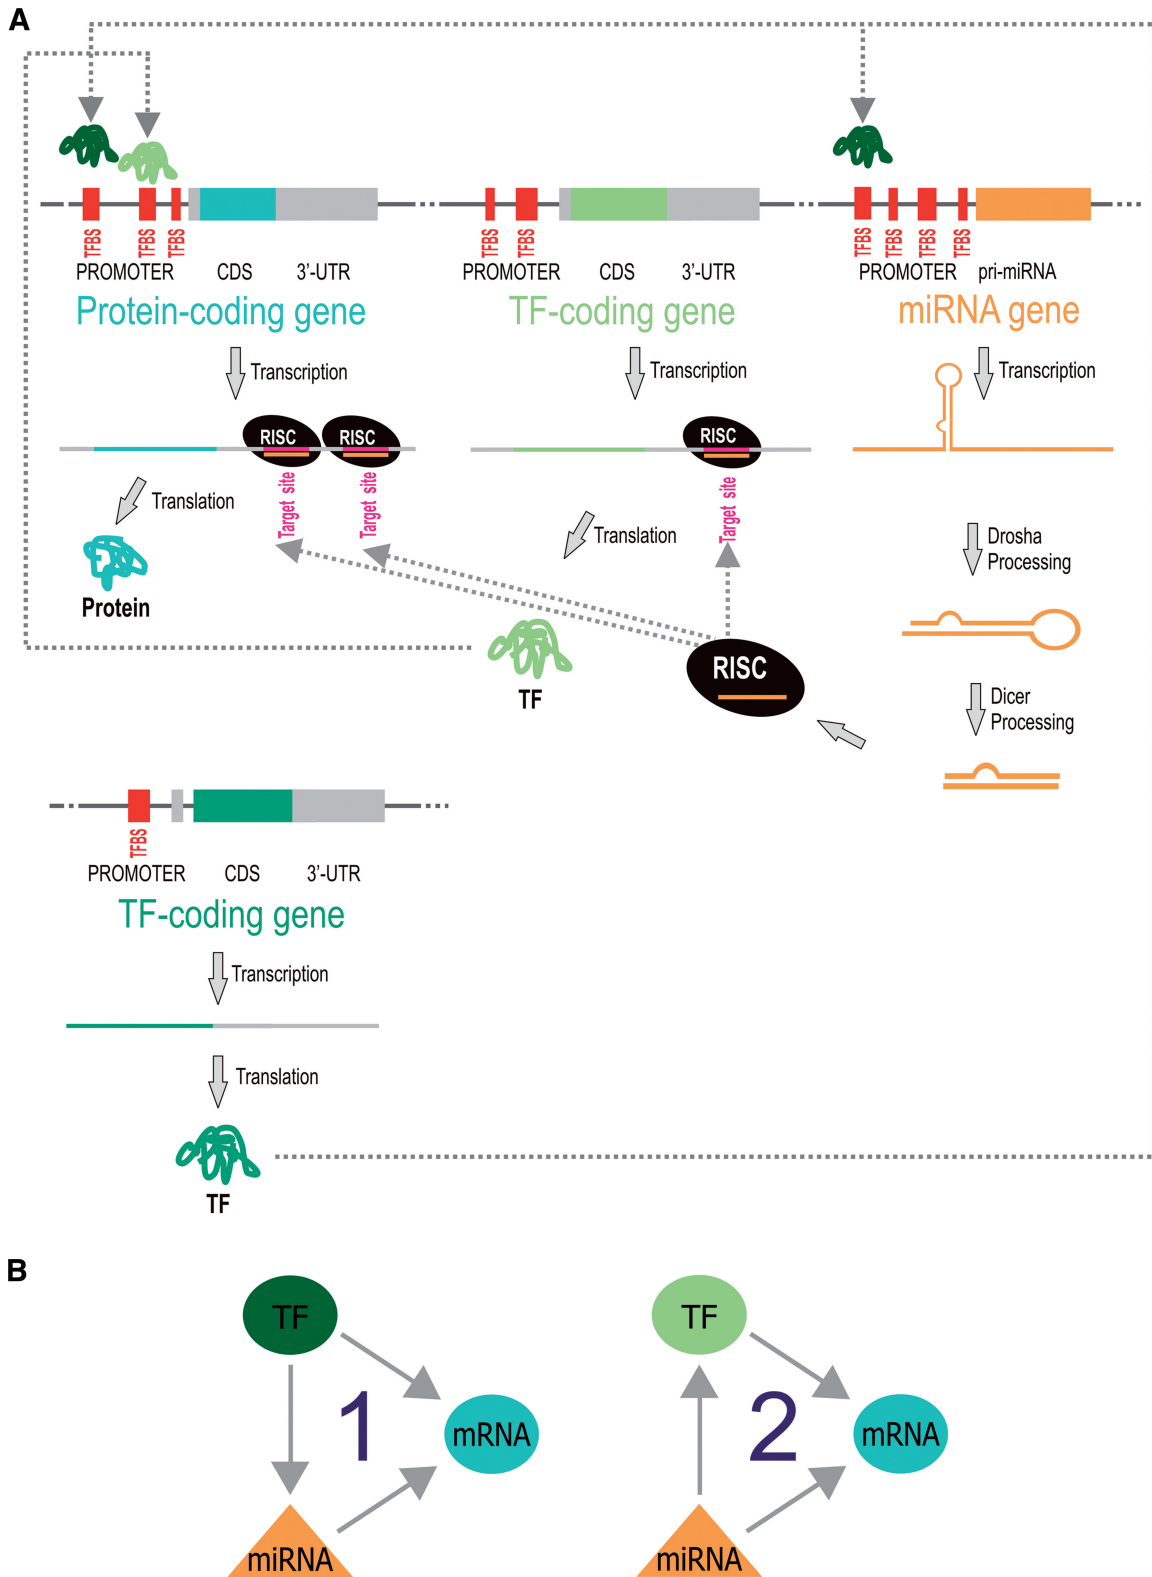 A
TFBS TFBS TFBS
PROMOTER CDS 3'-UTR
Protein-coding gene
TFBS TFBS
PROMOTER CDS 3'-UTR
TF-coding gene
TFBS TFBS TFBS TFBS
PROMOTER pri-miRNA
miRNA gene
Transcription
Transcription
Transcription
RISC RISC
RISC
Target site
Target site
Target site
Translation
Protein
Translation
TF
Drosha
Processing
RISC
Dicer
Processing
TFBS
PROMOTER CDS 3'-UTR
TF-coding gene
Transcription
Translation
TF
B
TF
1
mRNA
miRNA
TF
2
mRNA
miRNA